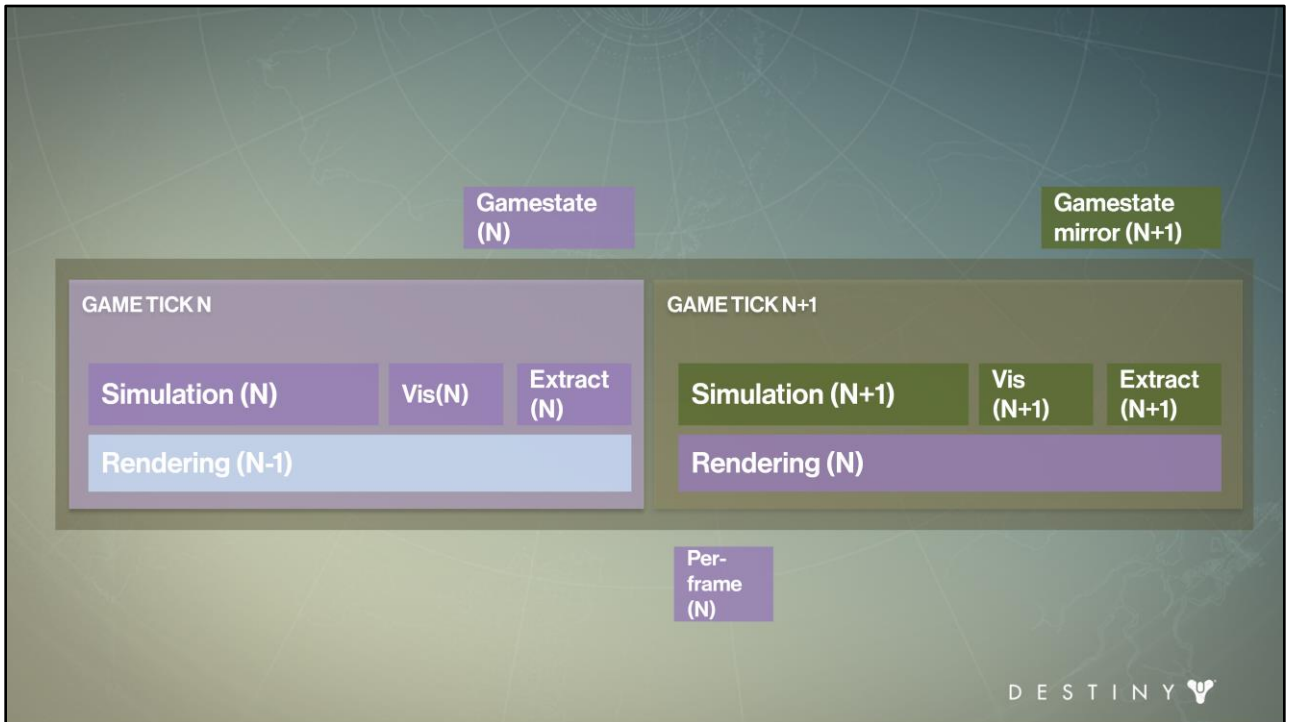 Gamestate
(N)
Gamestate
mirror (N+1)
GAME TICK N
GAME TICK N+1
Simulation (N)
Vis(N)
Extract
(N)
Simulation (N+1)
Vis
(N+1)
Extract
(N+1)
Rendering (N-1)
Rendering (N)
Per-
frame
(N)
DESTINY